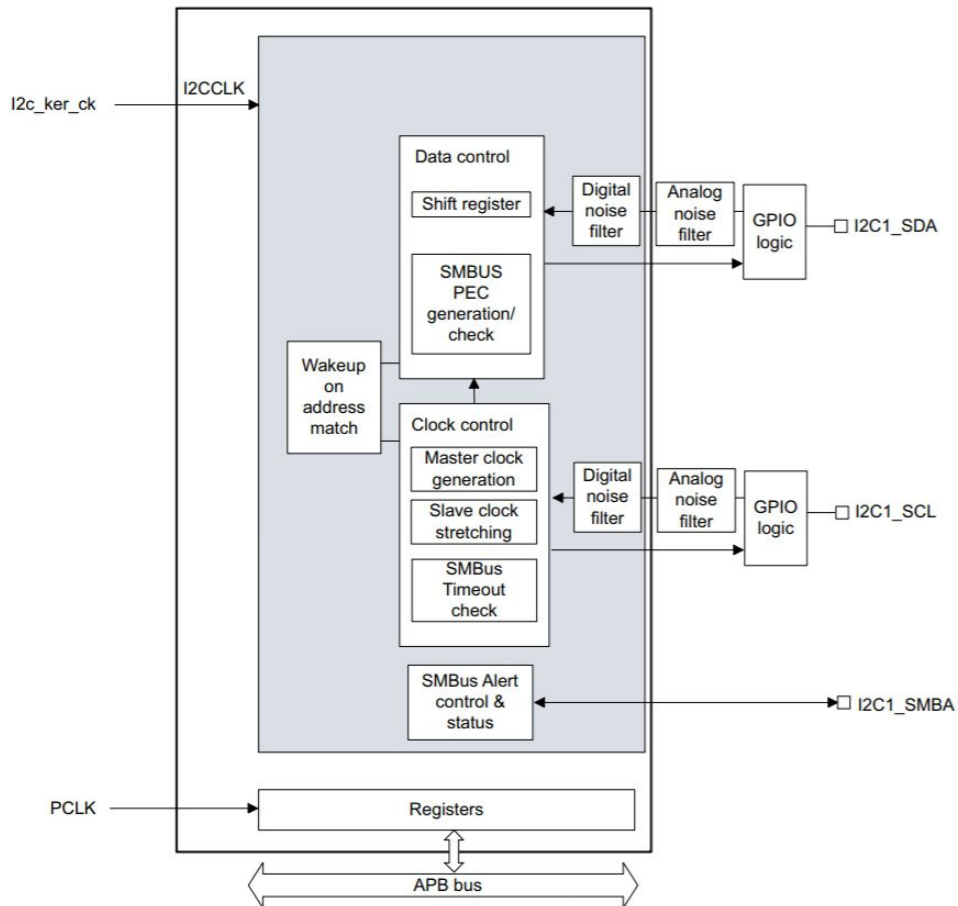 I2CCLK
I2c_ker_ck
Data control
Shift register
SMBUS
PEC
generation/
check
Digital
noise
filter
Analog
noise
filter
GPIO
logic
I2C1_SDA
Wakeup
on
address
match
Clock control
Master clock
generation
Slave clock
stretching
SMBus
Timeout
check
Digital
noise
filter
Analog
noise
filter
GPIO
logic
I2C1_SCL
SMBus Alert
control &
status
I2C1_SMBA
PCLK
Registers
APB bus